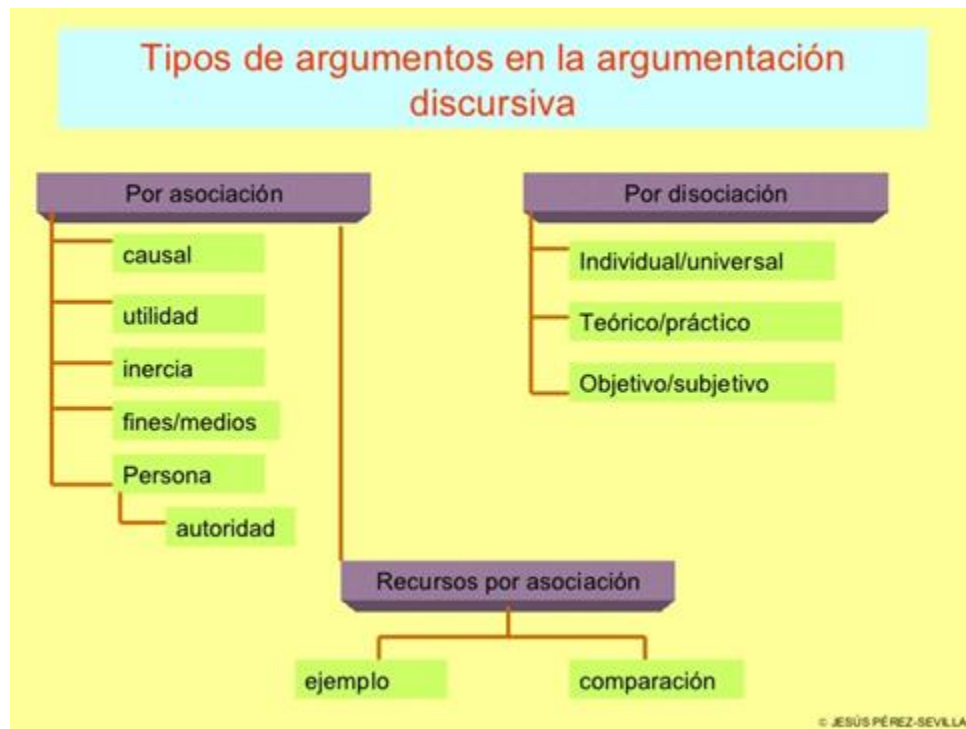 Tipos de argumentos en la argumentación
discursiva
Por asociación
causal
utilidad
inercia
fines/medios
Persona
autoridad
Por disociación
Individual/universal
Teórico/práctico
Objetivo/subjetivo
Recursos por asociación
ejemplo
comparación
© JESÚS PÉREZ-SEVILLA